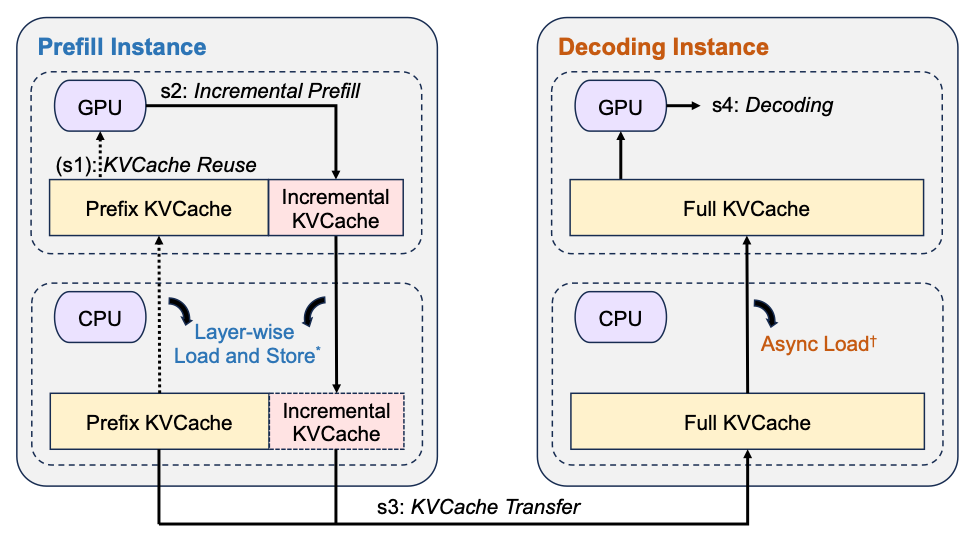 Prefill Instance
GPU
s2: Incremental Prefill
(s1): KVCache Reuse
Prefix KVCache
Incremental
KVCache
CPU
Layer-wise
Load and Store*
Prefix KVCache
Incremental
KVCache
Decoding Instance
GPU
s4: Decoding
Full KVCache
CPU
Async Load†
Full KVCache
s3: KVCache Transfer